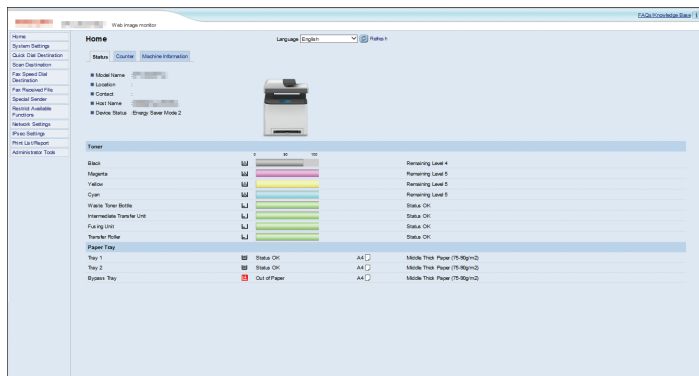 FAQs/Knowledge Base
Web image monitor
Home
System Settings
Quick Dial Destination
Scan Destination
Fax Speed Dial
Destination
Fax Received File
Special Sender
Restrict Available
Functions
Network Settings
IPsec Settings
Print List/Report
Administrator Tools
Home
Language English Refresh
Status Counter Machine Information
Model Name :
Location :
Contact :
Host Name :
Device Status :Energy Saver Mode 2
Toner
0 50 100
Black Remaining Level 4
Magenta Remaining Level 5
Yellow Remaining Level 5
Cyan Remaining Level 5
Waste Toner Bottle Status OK
Intermediate Transfer Unit Status OK
Fusing Unit Status OK
Transfer Roller Status OK
Paper Tray
Tray 1 Status OK A4 Middle Thick Paper (75-90g/m2)
Tray 2 Status OK A4 Middle Thick Paper (75-90g/m2)
Bypass Tray Out of Paper A4 Middle Thick Paper (75-90g/m2)